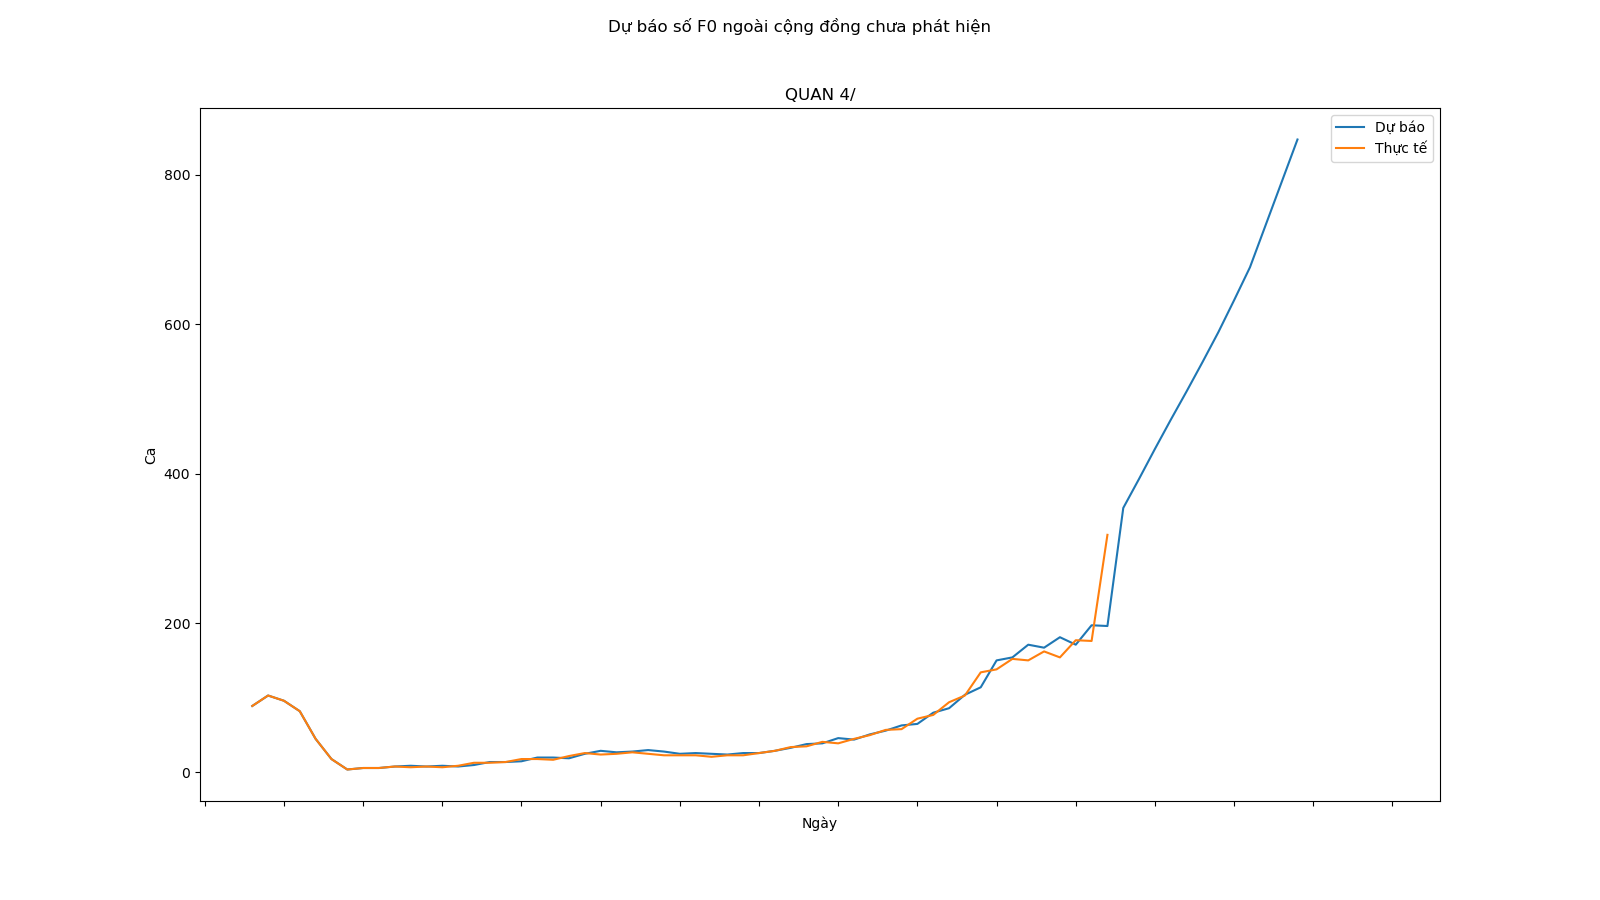 Dự báo số F0 ngoài cộng đồng chưa phát hiện
QUAN 4/
Dự báo
Thực tế
800
600
400
200
0
Ca
Ngày